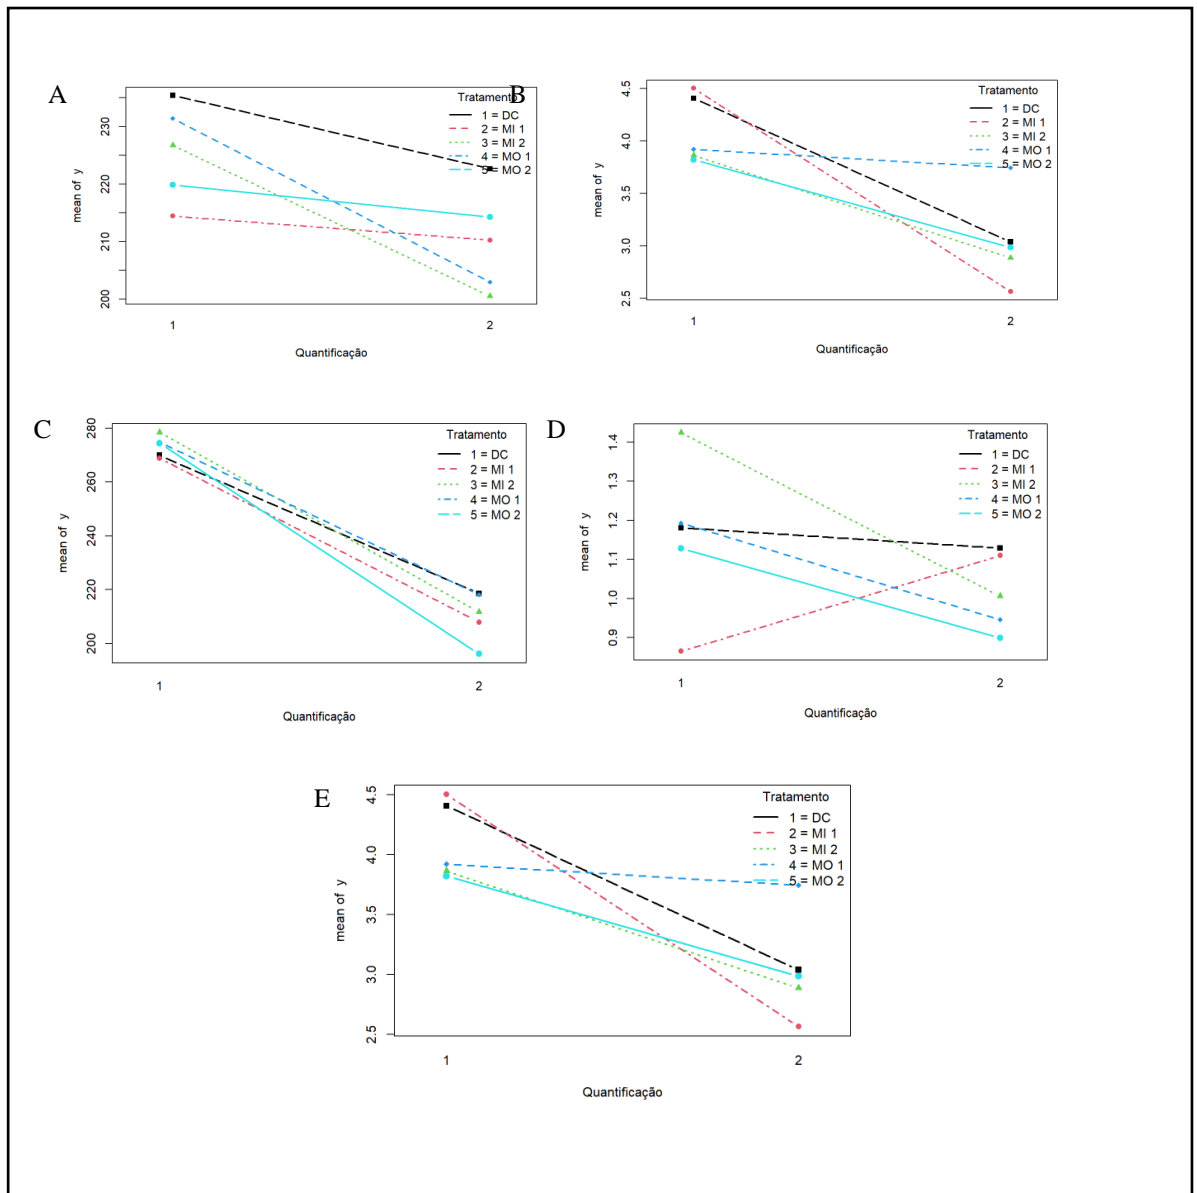 A
Tratamento
1 = DC
2 = MI 1
3 = MI 2
4 = MO 1
5 = MO 2
mean of y
230
220
210
200
1
2
Quantificação
B
Tratamento
1 = DC
2 = MI 1
3 = MI 2
4 = MO 1
5 = MO 2
mean of y
4.5
4.0
3.5
3.0
2.5
1
2
Quantificação
C
Tratamento
1 = DC
2 = MI 1
3 = MI 2
4 = MO 1
5 = MO 2
mean of y
280
260
240
220
200
1
2
Quantificação
D
Tratamento
1 = DC
2 = MI 1
3 = MI 2
4 = MO 1
5 = MO 2
mean of y
1.4
1.3
1.2
1.1
1.0
0.9
1
2
Quantificação
E
Tratamento
1 = DC
2 = MI 1
3 = MI 2
4 = MO 1
5 = MO 2
mean of y
4.5
4.0
3.5
3.0
2.5
1
2
Quantificação